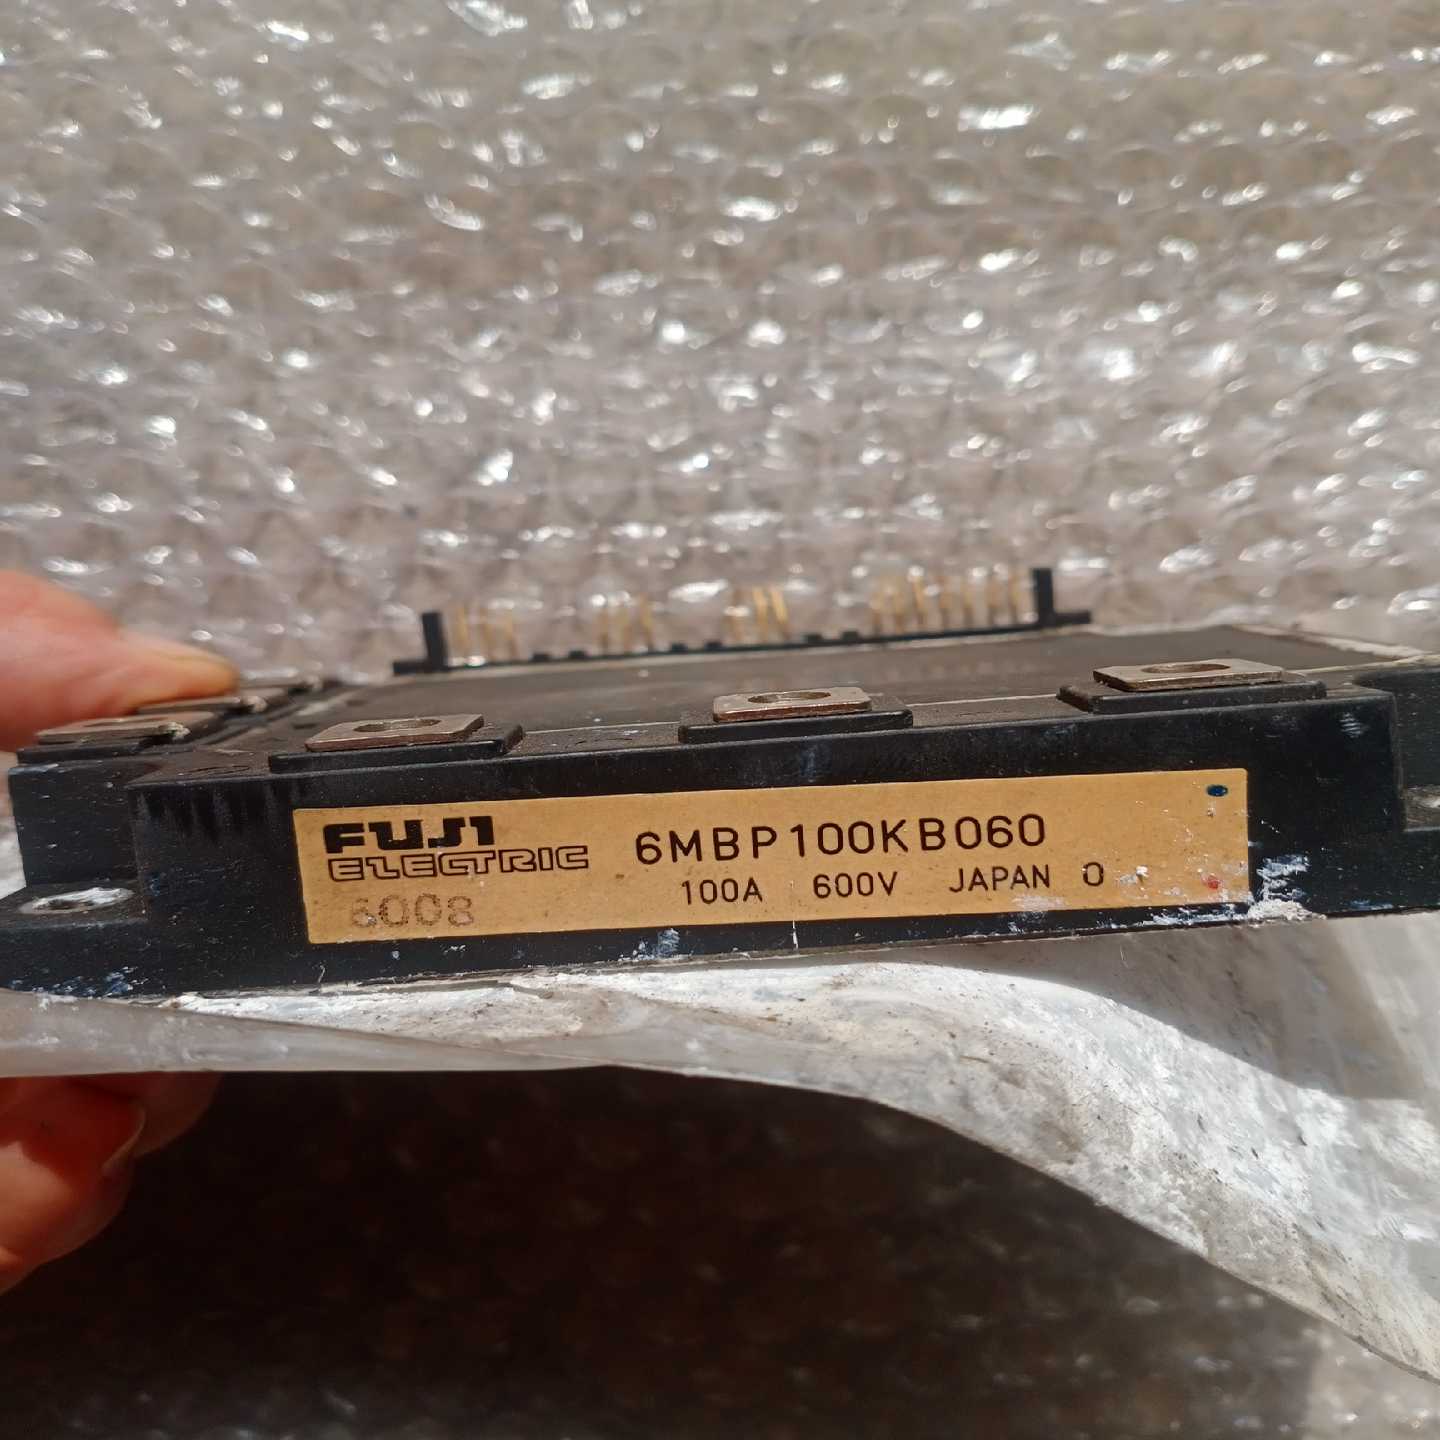 FUJI
ELECTRIC
6MBP100KB060
100A 600V JAPAN O
6008